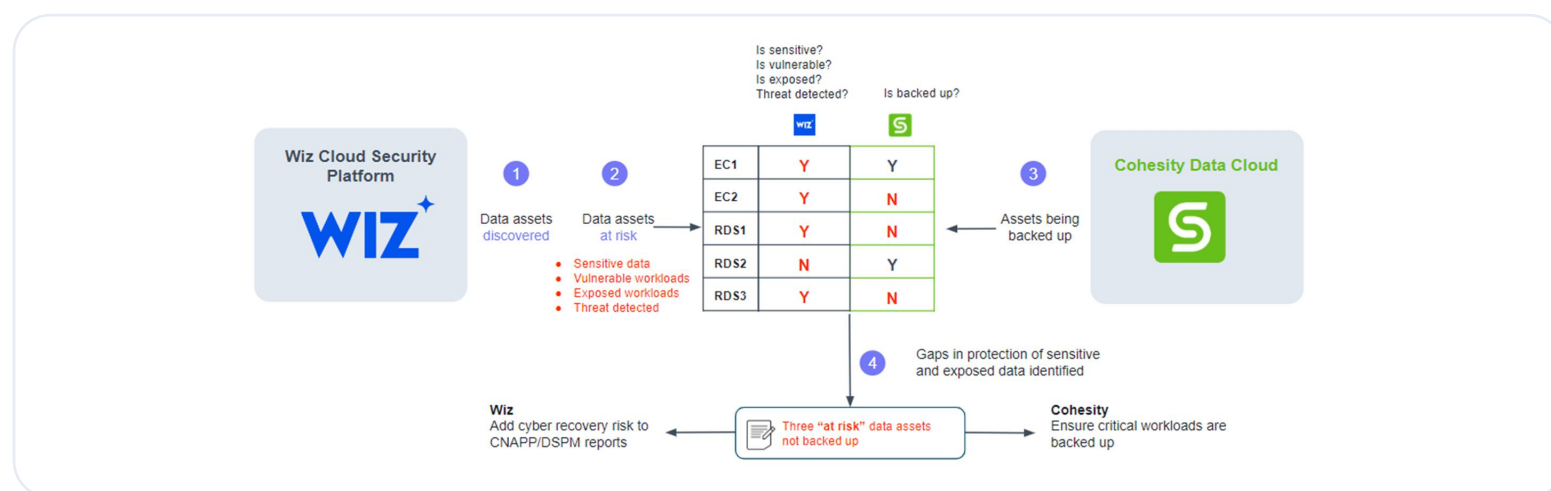 Is sensitive?
Is vulnerable?
Is exposed?
Threat detected?
Is backed up?
WIZ
Wiz Cloud Security
Platform
WIZ
1
Data assets
discovered
2
Data assets
at risk
Sensitive data
Vulnerable workloads
Exposed workloads
Threat detected
EC1 Y Y
EC2 Y N
RDS1 Y N
RDS2 N Y
RDS3 Y N
3
Assets being
backed up
Cohesity Data Cloud
S
4
Gaps in protection of sensitive
and exposed data identified
Wiz
Add cyber recovery risk to
CNAPP/DSPM reports
Three “at risk” data assets
not backed up
Cohesity
Ensure critical workloads are
backed up